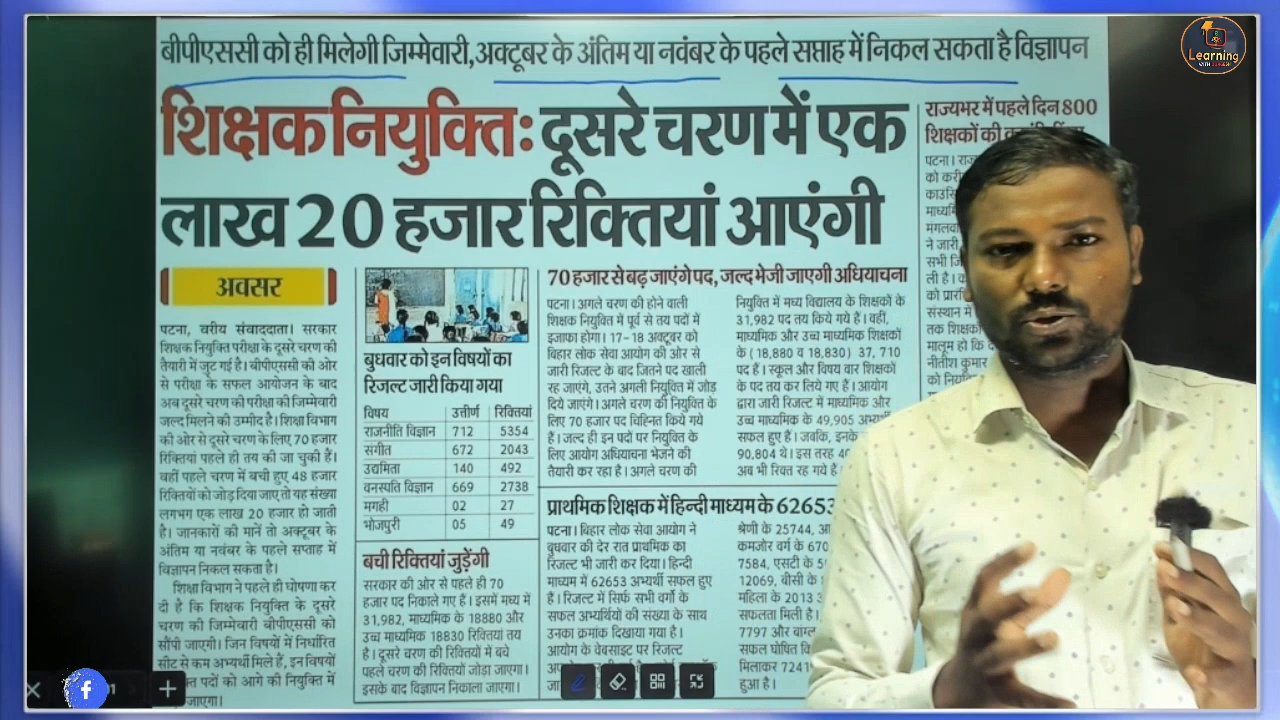 बीपीएससी को ही मिलेगी जिम्मेवारी, अक्टूबर के अंतिम या नवंबर के पहले सप्ताह में निकल सकता है विज्ञापन
शिक्षक नियुक्तिः दूसरे चरण में एक
लाख 20 हजार रिक्तियां आएंगी
अवसर
पटना, वरीय संवाददाता। सरकार
शिक्षक नियुक्ति परीक्षा के दूसरे चरण की
तैयारी में जुट गई है। बीपीएससी की ओर
से परीक्षा के सफल आयोजन के बाद
अब दूसरे चरण की परीक्षा की जिम्मेवारी
जल्द मिलने की उम्मीद है। शिक्षा विभाग
की ओर से दूसरे चरण के लिए 70 हजार
रिक्तियां पहले ही तय की जा चुकी हैं।
वहीं पहले चरण में बची हुए 48 हजार
रिक्तियों को जोड़ दिया जाए तो यह संख्या
लगभग एक लाख 20 हजार हो जाती
है। जानकारों की मानें तो अक्टूबर के
अंतिम या नवंबर के पहले सप्ताह में
विज्ञापन निकल सकता है।
शिक्षा विभाग ने पहले ही घोषणा कर
दी है कि शिक्षक नियुक्ति के दूसरे
चरण की जिम्मेवारी बीपीएससी को
सौंपी जाएगी। जिन विषयों में निर्धारित
सीट से कम अभ्यर्थी मिले हैं, इन विषयों
पदों को आगे की नियुक्ति में
जाएगा।
बुधवार को इन विषयों का
रिजल्ट जारी किया गया
विषय उत्तीर्ण रिक्तियां
राजनीति विज्ञान 712 5354
संगीत 672 2043
उद्यमिता 140 492
वनस्पति विज्ञान 669 2738
मगही 02 27
भोजपुरी 05 49
बची रिक्तियां जुड़ेंगी
सरकार की ओर से पहले ही 70
हजार पद निकाले गए हैं। इसमें मध्य में
31,982, माध्यमिक के 18880 और
उच्च माध्यमिक 18830 रिक्तियां तय
है। दूसरे चरण की रिक्तियों में बचे
पहले चरण की रिक्तियों जोड़ा जाएगा।
इसके बाद विज्ञापन निकाला जाएगा।
70 हजार से बढ़ जाएंगे पद, जल्द भेजी जाएगी अधियाचना
पटना। अगले चरण की होने वाली
शिक्षक नियुक्ति में पूर्व से तय पदों में
इजाफा होगा। 17-18 अक्टूबर को
बिहार लोक सेवा आयोग की ओर से
जारी रिजल्ट के बाद जितने पद खाली
रह जाएंगे, उतने अगली नियुक्ति में जोड़
दिये जाएंगे। अगले चरण की नियुक्ति के
लिए 70 हजार पद चिह्नित किये गये
हैं। जल्द ही इन पदों पर नियुक्ति के
लिए आयोग अधियाचना भेजने की
तैयारी कर रहा है। अगले चरण की
नियुक्ति में मध्य विद्यालय के शिक्षकों के
31,982 पद तय किये गये हैं। वहीं,
माध्यमिक और उच्च माध्यमिक शिक्षकों
के (18,880 व 18,830) 37, 710
पद हैं। स्कूल और विषय वार शिक्षकों
के पद तय कर लिये गए हैं। आयोग
द्वारा जारी रिजल्ट में माध्यमिक और
उच्च माध्यमिक के 49,905 अभ्यर्थी
सफल हुए हैं। जबकि, इनके
90,804 थे। इस तरह
अब भी रिक्त रह गये हैं
प्राथमिक शिक्षक में हिन्दी माध्यम के 62653
पटना। बिहार लोक सेवा आयोग ने
बुधवार की देर रात प्राथमिक का
रिजल्ट भी जारी कर दिया। हिन्दी
माध्यम में 62653 अभ्यर्थी सफल हुए
हैं। रिजल्ट में सिर्फ सभी वर्गों के
सफल अभ्यर्थियों की संख्या के साथ
उनका क्रमांक दिखाया गया है।
आयोग के वेबसाइट पर रिजल्ट
श्रेणी के 25744,
कमजोर वर्ग के
7584, एसटी के
12069, बीसी के
महिला के 2013
सफलता मिली है।
7797 और
सफल घोषित
मिलाकर
हुआ है।
राज्यभर में पहले दिन 800
शिक्षकों की
पटना।
को
माध्यमि
मंगलवा
ने जारी
सभी
ली है।
को प्रारं
संस्थान में
तक शिक्षकों
मालूम हो कि
नीतीश कुमार
को
Learning